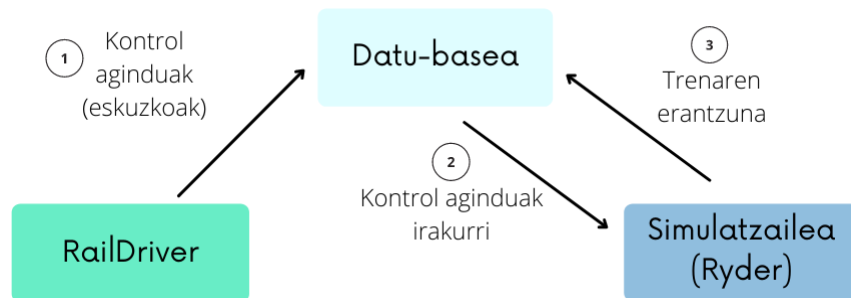 1
Kontrol
aginduak
(eskuzkoak)
Datu-basea
3
Trenaren
erantzuna
2
Kontrol aginduak
irakurri
RailDriver
Simulatzailea
(Ryder)